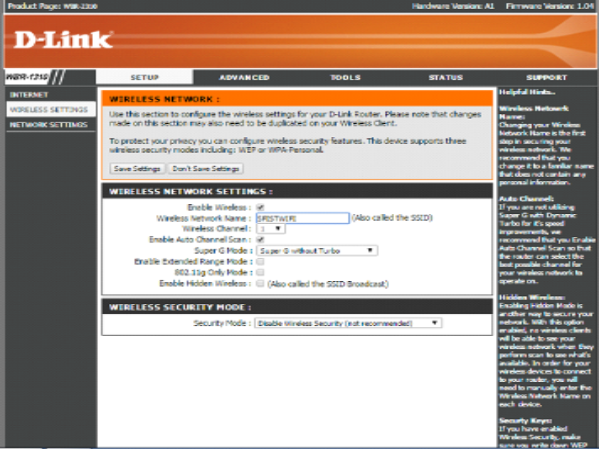 Product Page: WBR-2310
Hardware Version: A1 Firmware Version: 1.04
D-Link
SETUP
ADVANCED
TOOLS
STATUS
SUPPORT
INTERNET
WIRELESS SETTINGS
NETWORK SETTINGS
WIRELESS NETWORK :
Use this section to configure the wireless settings for your D-Link Router. Please note that changes
made on this section may also need to be duplicated on your Wireless Client.
To protect your privacy you can configure wireless security features. This device supports three
wireless security modes including: WEP or WPA-Personal.
Save Settings
Don't Save Settings
WIRELESS NETWORK SETTINGS :
Enable Wireless :
Wireless Network Name : SFISTWIFI (Also called the SSID)
Wireless Channel : 1
Enable Auto Channel Scan :
Super G Mode : Super G without Turbo
Enable Extended Range Mode :
802.11g Only Mode :
Enable Hidden Wireless : (Also called the SSID Broadcast)
WIRELESS SECURITY MODE :
Security Mode : Disable Wireless Security (not recommended)
Helpful Hints..
Wireless Network
Name:
Changing your Wireless
Network Name is the first
step in securing your
wireless network. We
recommend that you
change it to a familiar name
that does not contain any
personal information.
Auto Channel:
If you are not utilizing
Super G with Dynamic
Turbo for it's speed
improvements, we
recommend that you Enable
Auto Channel Scan so that
the router can select the
best possible channel for
your wireless network to
operate on.
Hidden Wireless:
Enabling Hidden Mode is
another way to secure your
network. With this option
enabled, no wireless clients
will be able to see your
wireless network when they
perform scan to see what's
available. In order for your
wireless devices to connect
to your router, you will
need to manually enter the
Wireless Network Name on
each device.
Security Keys:
If you have enabled
Wireless Security, make
sure you write down WEP